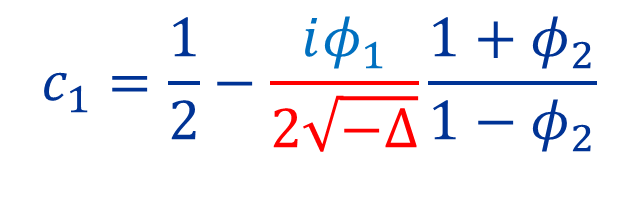 c₁ = 1/2 − iϕ₁/(2√−Δ) (1 + ϕ₂)/(1 − ϕ₂)